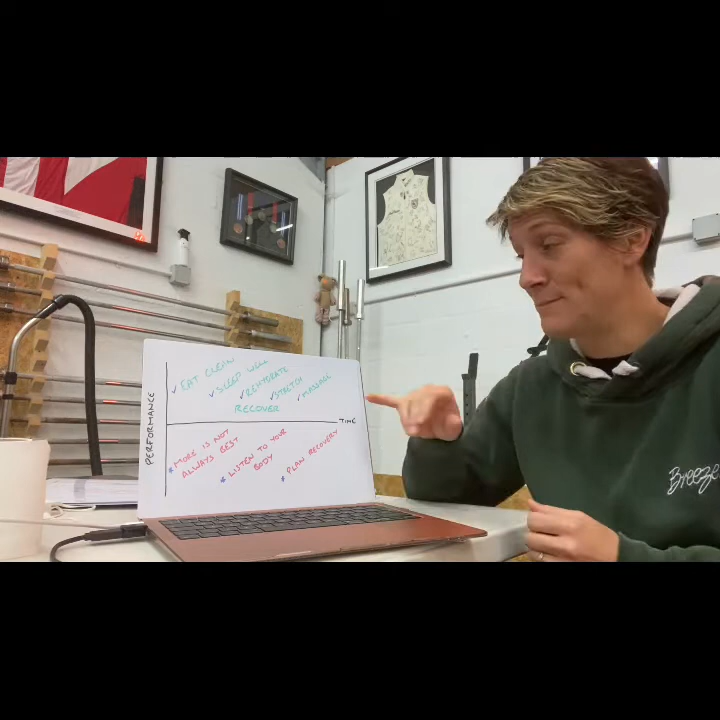 PERFORMANCE
✓ EAT CLEAN
✓ SLEEP WELL
✓ REHYDRATE
✓ STRETCH
✓ MASSAGE
RECOVER
TIME
* MORE IS NOT
ALWAYS BEST
* LISTEN TO YOUR
BODY
* PLAN RECOVERY
Breeze